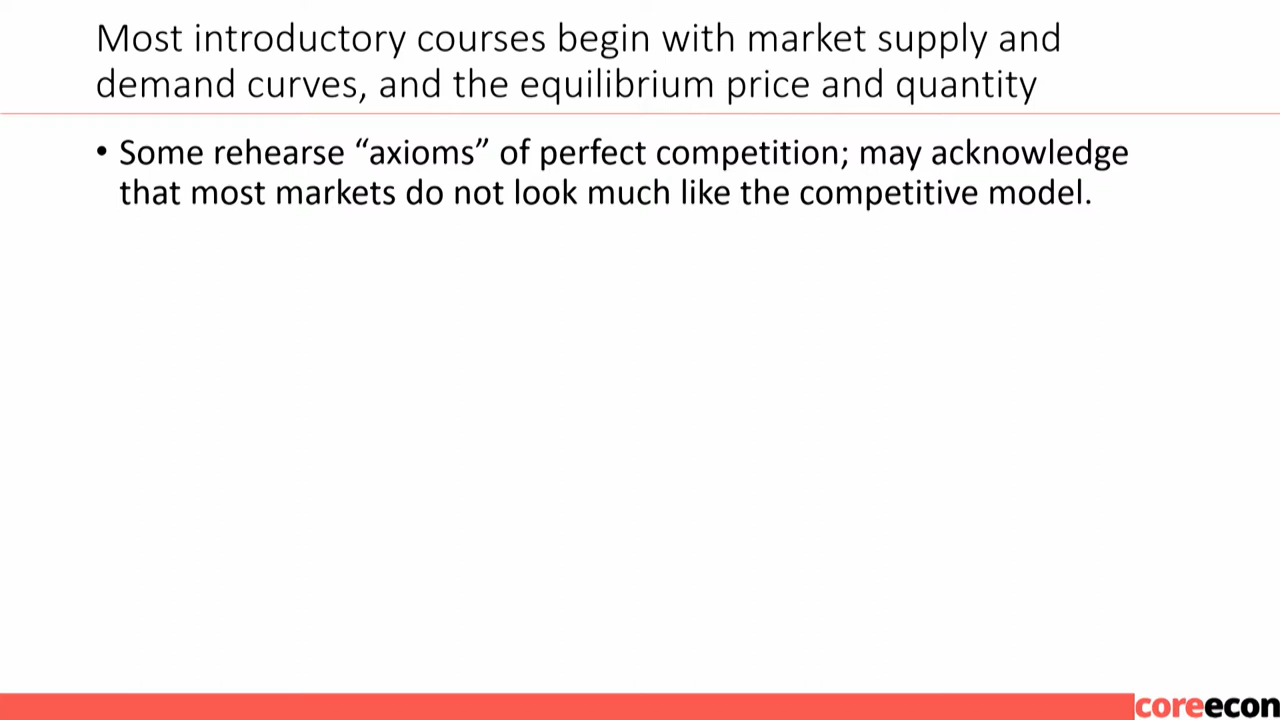 Most introductory courses begin with market supply and
demand curves, and the equilibrium price and quantity
• Some rehearse “axioms” of perfect competition; may acknowledge
that most markets do not look much like the competitive model.
coreecon